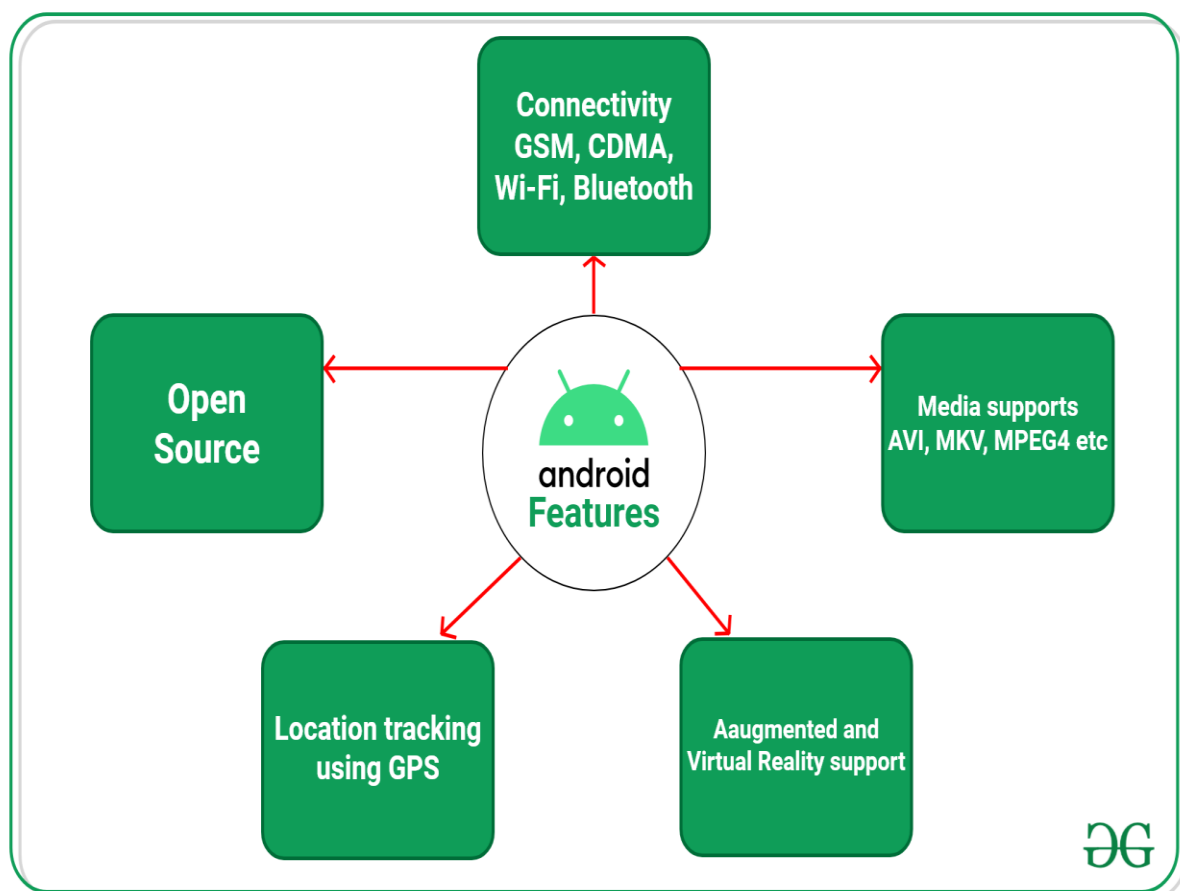 Connectivity
GSM, CDMA,
Wi-Fi, Bluetooth
Open
Source
Media supports
AVI, MKV, MPEG4 etc
android
Features
Location tracking
using GPS
Aaugmented and
Virtual Reality support